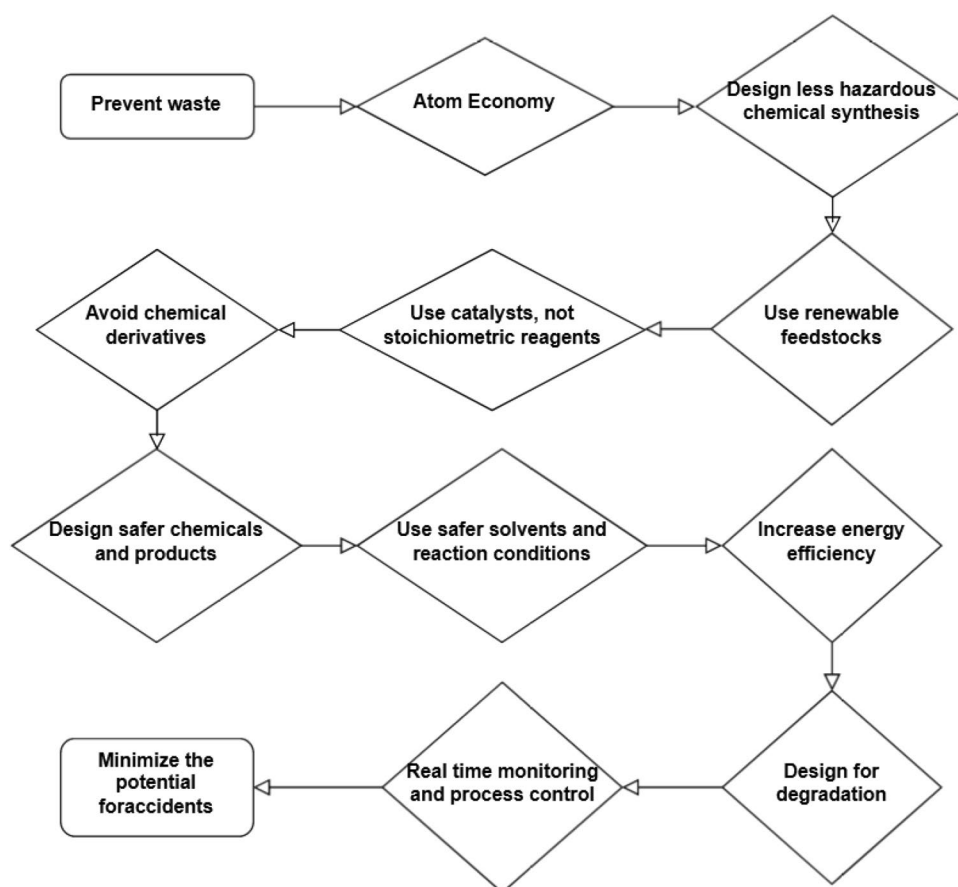 Prevent waste
Atom Economy
Design less hazardous
chemical synthesis
Use renewable
feedstocks
Use catalysts, not
stoichiometric reagents
Avoid chemical
derivatives
Design safer chemicals
and products
Use safer solvents and
reaction conditions
Increase energy
efficiency
Design for
degradation
Real time monitoring
and process control
Minimize the
potential
foraccidents